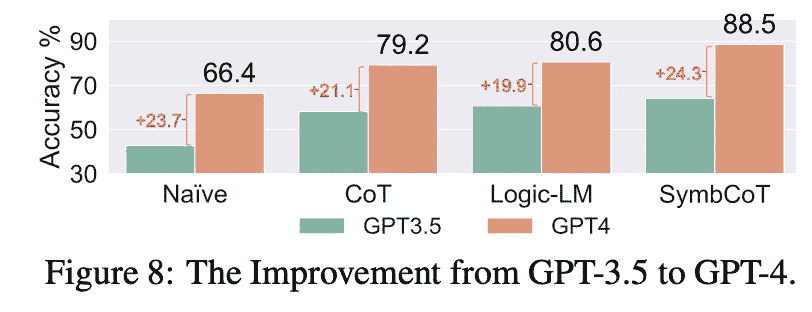 Accuracy %
90
70
50
30
66.4
79.2
80.6
88.5
+23.7
+21.1
+19.9
+24.3
Naïve
CoT
Logic-LM
SymbCoT
GPT3.5
GPT4
Figure 8: The Improvement from GPT-3.5 to GPT-4.